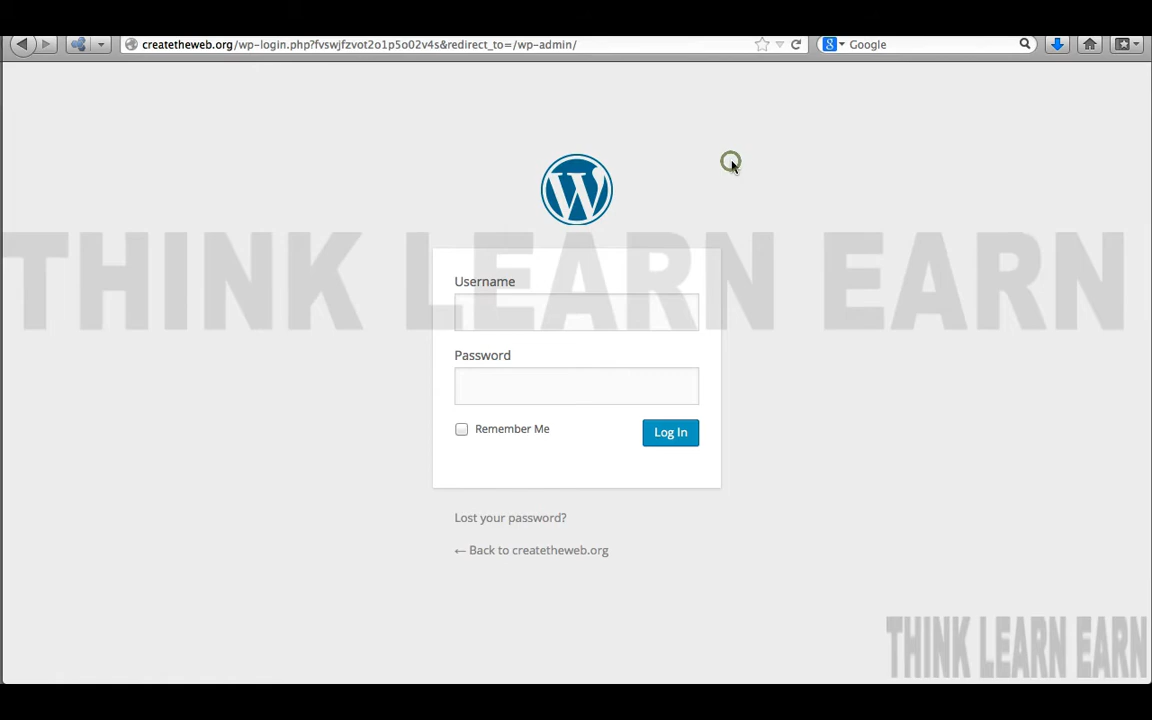 createtheweb.org/wp-login.php?fvswjfzvot2o1p5o02v4s&redirect_to=/wp-admin/
Google
THINK LEARN EARN
Username
Password
Remember Me
Log In
Lost your password?
← Back to createtheweb.org
THINK LEARN EARN